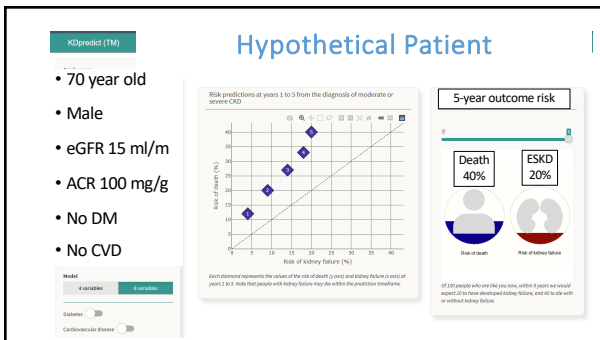 KDpredict (TM)
Hypothetical Patient
• 70 year old
• Male
• eGFR 15 ml/m
• ACR 100 mg/g
• No DM
• No CVD
Model
4 variables
8 variables
Diabetes
Cardiovascular disease
Risk predictions at years 1 to 5 from the diagnosis of moderate or
severe CKD
Risk of death (%)
40
35
30
25
20
15
10
5
0
1
2
3
4
5
0 5 10 15 20 25 30 35 40
Risk of kidney failure (%)
Each diamond represents the values of the risk of death (y axis) and kidney failure (x axis) at
years 1 to 5. Note that people with kidney failure may die within the prediction timeframe.
5-year outcome risk
1
5
Death
40%
ESKD
20%
Risk of death
Risk of kidney failure
Of 100 people who are like you now, within 5 years we would
expect 20 to have developed kidney failure, and 40 to die with
or without kidney failure.